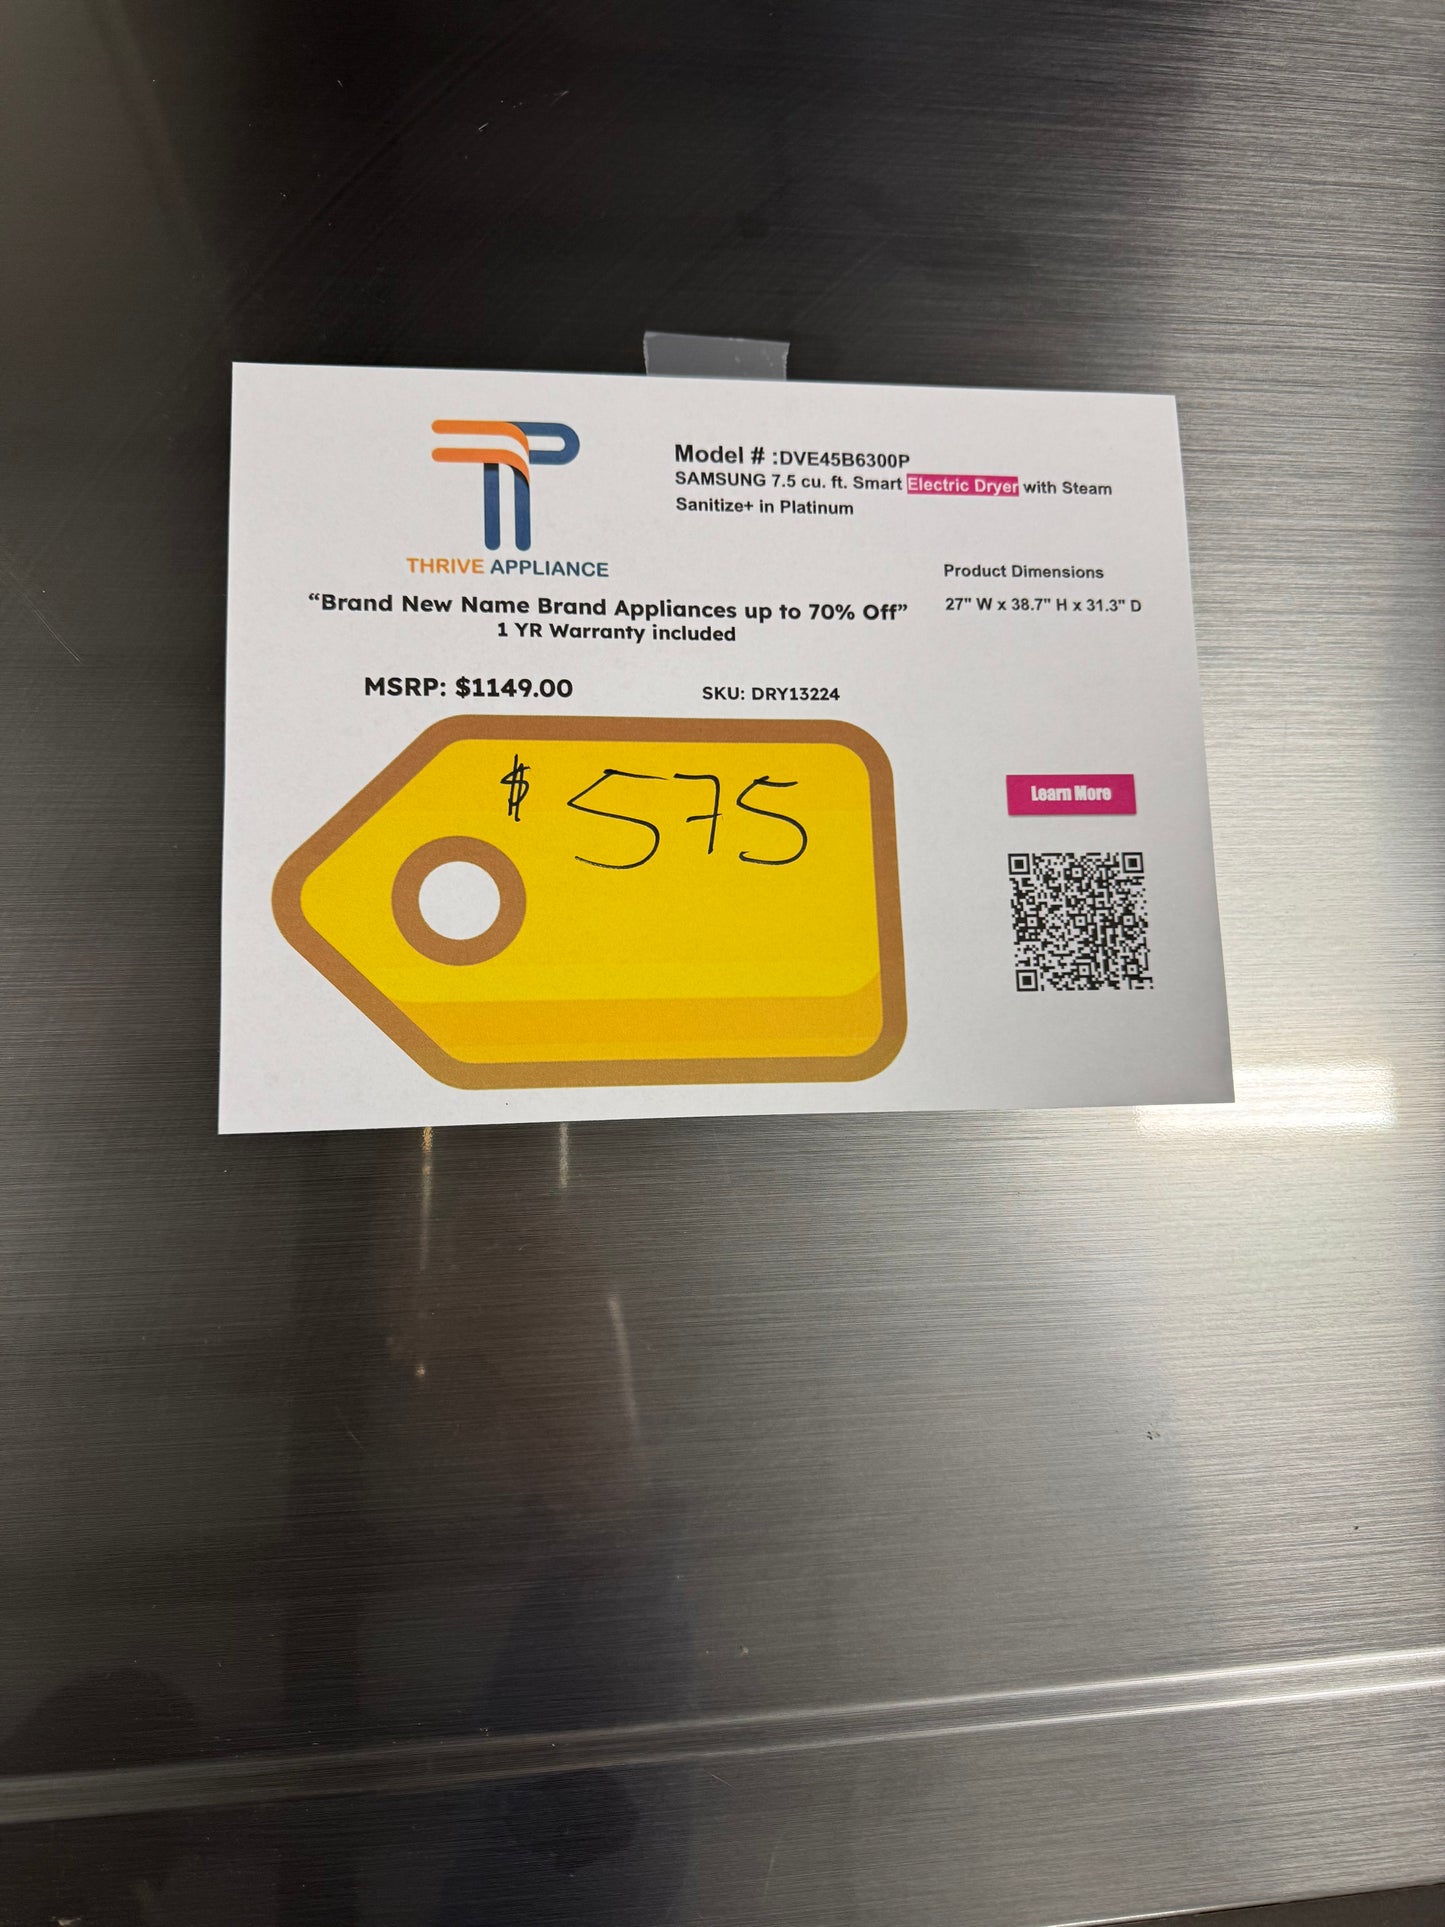 THRIVE APPLIANCE
Model # :DVE45B6300P
SAMSUNG 7.5 cu. ft. Smart Electric Dryer with Steam
Sanitize+ in Platinum
Product Dimensions
27" W x 38.7" H x 31.3" D
“Brand New Name Brand Appliances up to 70% Off”
1 YR Warranty included
MSRP: $1149.00
SKU: DRY13224
$ 575
Learn More